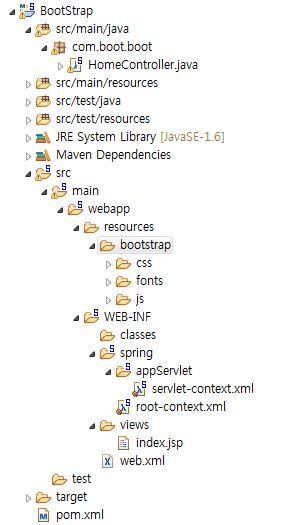 BootStrap
src/main/java
com.boot.boot
HomeController.java
src/main/resources
src/test/java
src/test/resources
JRE System Library [JavaSE-1.6]
Maven Dependencies
src
main
webapp
resources
bootstrap
css
fonts
js
WEB-INF
classes
spring
appServlet
servlet-context.xml
root-context.xml
views
index.jsp
web.xml
test
target
pom.xml